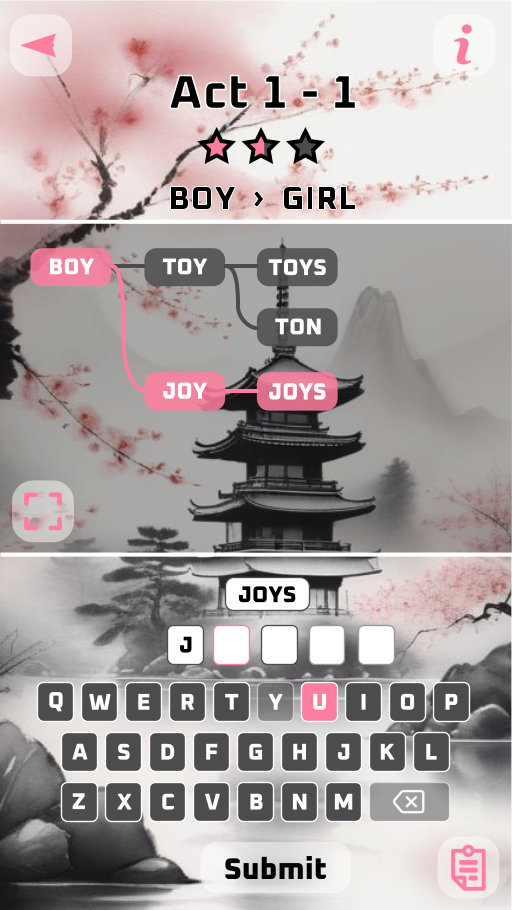 i
Act 1 - 1
BOY › GIRL
BOY TOY TOYS
TON
JOY JOYS
JOYS
J
Q W E R T Y U I O P
A S D F G H J K L
Z X C V B N M
Submit